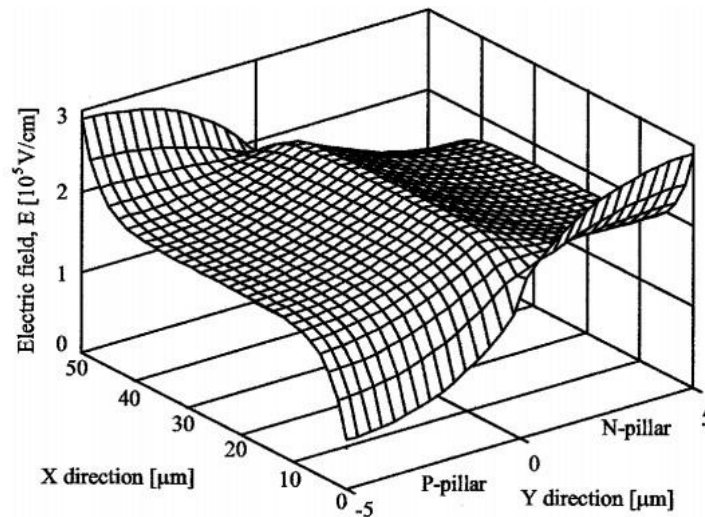 Electric field, E [10⁵V/cm]
3
2
1
0
50
40
30
20
10
0
X direction [μm]
-5
P-pillar
0
N-pillar
5
Y direction [μm]